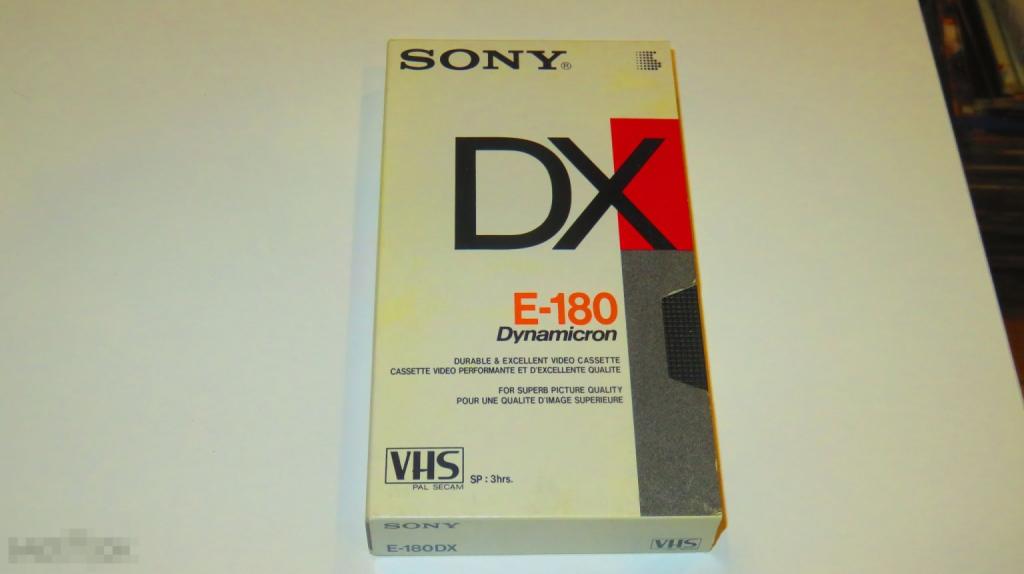 SONY®
DX
E-180
Dynamicron
DURABLE & EXCELLENT VIDEO CASSETTE
CASSETTE VIDEO PERFORMANTE ET D'EXCELLENTE QUALITE
FOR SUPERB PICTURE QUALITY
POUR UNE QUALITE D'IMAGE SUPERIEURE
VHS
PAL SECAM
SP : 3hrs.
SONY
E-180DX
VHS